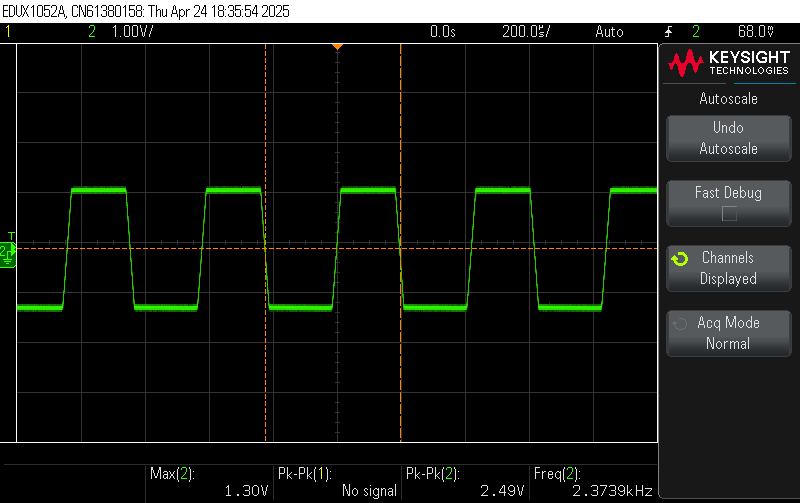 EDUX1052A, CN61380158: Thu Apr 24 18:35:54 2025
1 2 1.00V/ 0.0s 200.0us/ Auto 2 68.0mV
KEYSIGHT
TECHNOLOGIES
Autoscale
Undo
Autoscale
Fast Debug
Channels
Displayed
Acq Mode
Normal
T
2
Max(2): Pk-Pk(1): Pk-Pk(2): Freq(2):
1.30V No signal 2.49V 2.3739kHz